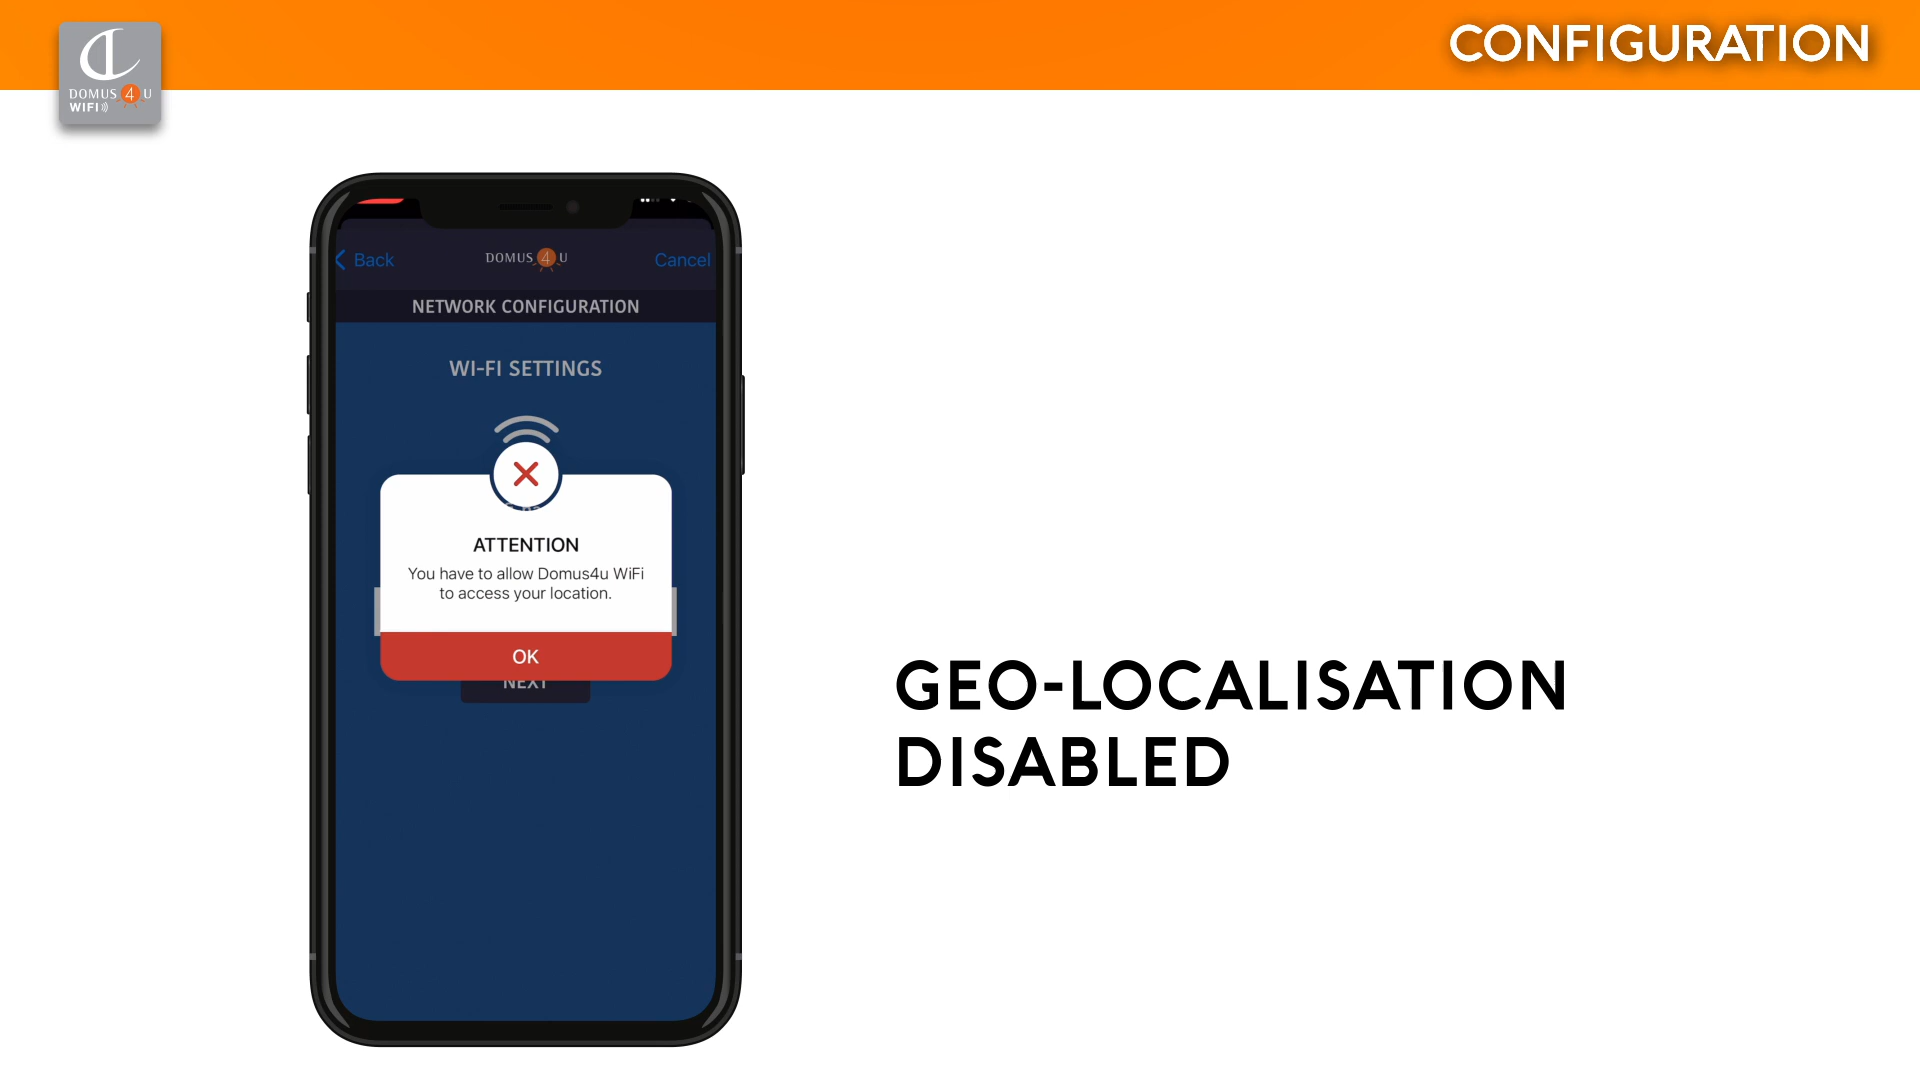 CONFIGURATION
DOMUS 4 U
WIFI
Back
DOMUS 4 U
Cancel
NETWORK CONFIGURATION
WI-FI SETTINGS
ATTENTION
You have to allow Domus4u WiFi
to access your location.
OK
NEXT
GEO-LOCALISATION
DISABLED